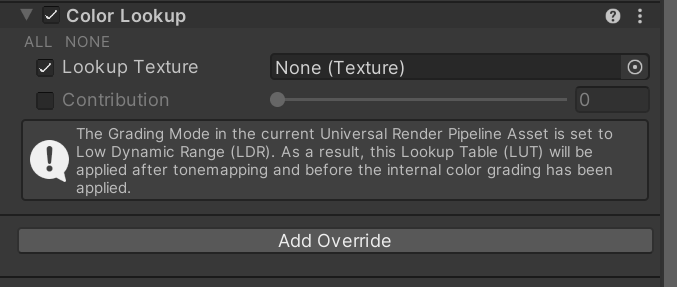 Color Lookup
ALL NONE
Lookup Texture None (Texture)
Contribution 0
The Grading Mode in the current Universal Render Pipeline Asset is set to
Low Dynamic Range (LDR). As a result, this Lookup Table (LUT) will be
applied after tonemapping and before the internal color grading has been
applied.
Add Override